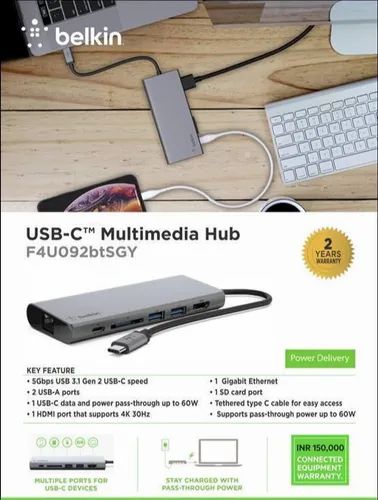 belkin
USB-C™ Multimedia Hub
F4U092btSGY
2
YEARS
WARRANTY
belkin
Power Delivery
KEY FEATURE
• 5Gbps USB 3.1 Gen 2 USB-C speed
• 2 USB-A ports
• 1 USB-C data and power pass-through up to 60W
• 1 HDMI port that supports 4K 30Hz
• 1 Gigabit Ethernet
• 1 SD card port
• Tethered type C cable for easy access
• Supports pass-through power up to 60W
MULTIPLE PORTS FOR
USB-C DEVICES
STAY CHARGED WITH
PASS-THROUGH POWER
INR 150,000
CONNECTED
EQUIPMENT
WARRANTY.